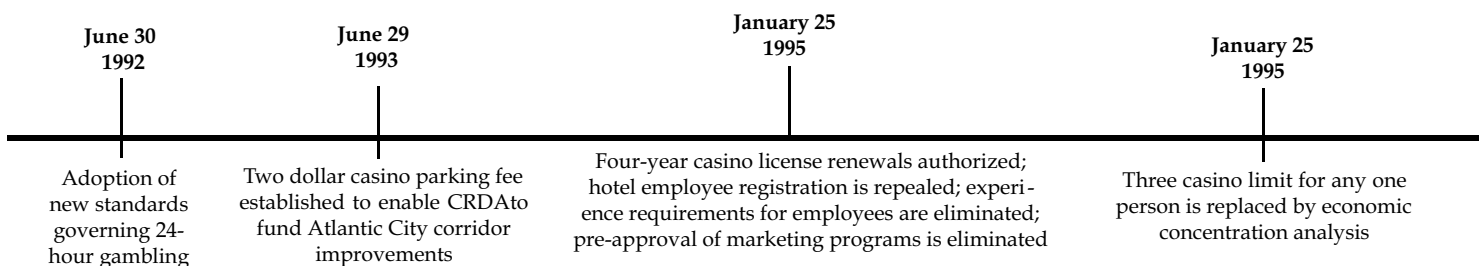 June 30
1992
Adoption of
new standards
governing 24-
hour gambling
June 29
1993
Two dollar casino parking fee
established to enable CRDAto
fund Atlantic City corridor
improvements
January 25
1995
Four-year casino license renewals authorized;
hotel employee registration is repealed; experi-
ence requirements for employees are eliminated;
pre-approval of marketing programs is eliminated
January 25
1995
Three casino limit for any one
person is replaced by economic
concentration analysis